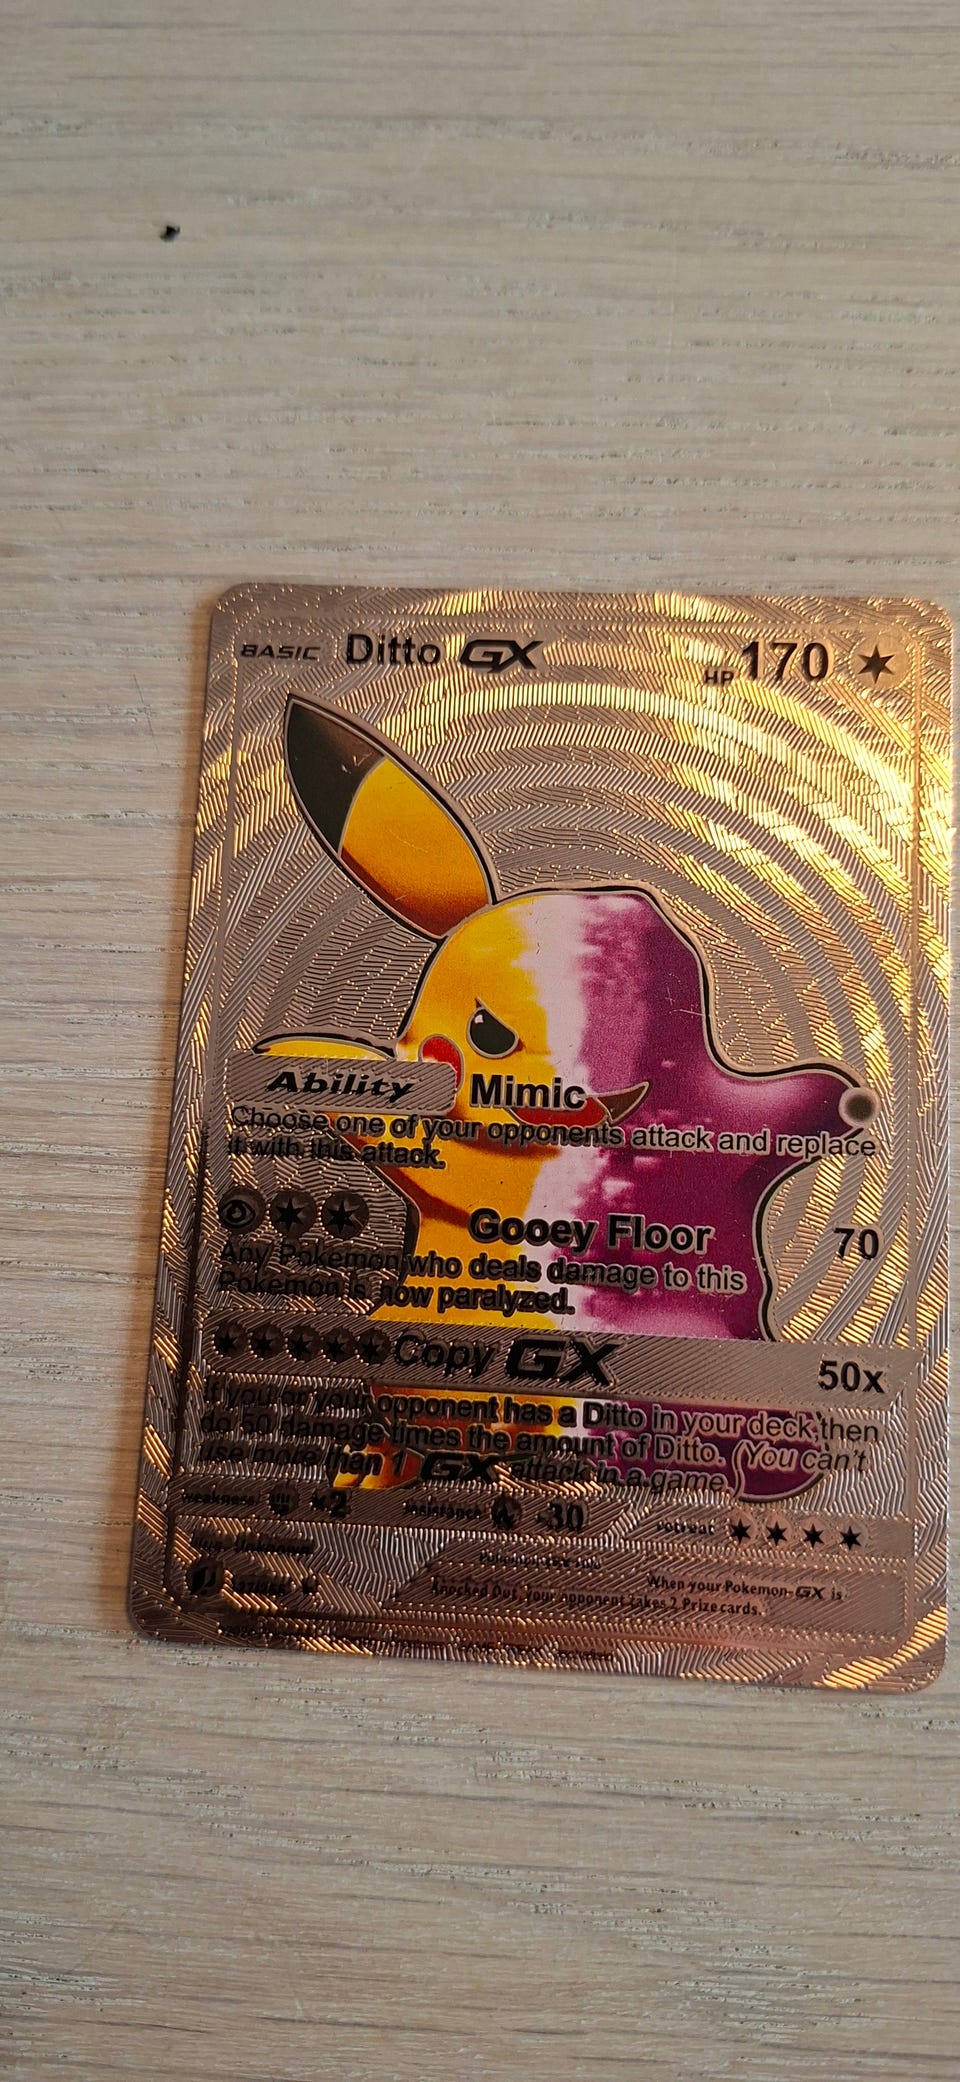 BASIC Ditto GX HP 170
Ability Mimic
Choose one of your opponents attack and replace
it with this attack.
Gooey Floor 70
Any Pokemon who deals damage to this
Pokemon is now paralyzed.
Copy GX 50x
If you or your opponent has a Ditto in your deck, then
do 50 damage times the amount of Ditto. (You can't
use more than 1 GX attack in a game.)
weakness x2 resistance -30 retreat
Illus. Unknown
When your Pokemon-GX is
Knocked Out, your opponent takes 2 Prize cards.